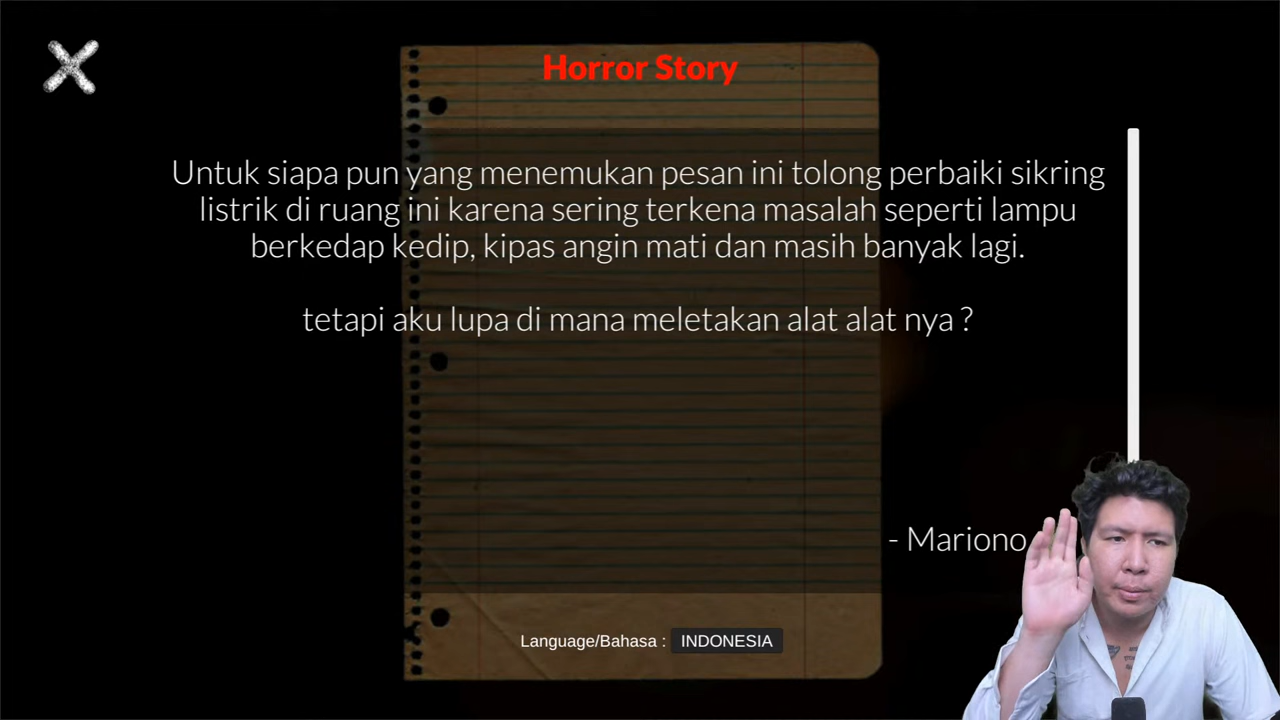 Horror Story
Untuk siapa pun yang menemukan pesan ini tolong perbaiki sikring
listrik di ruang ini karena sering terkena masalah seperti lampu
berkedap kedip, kipas angin mati dan masih banyak lagi.
tetapi aku lupa di mana meletakan alat alat nya ?
- Mariono
Language/Bahasa : INDONESIA